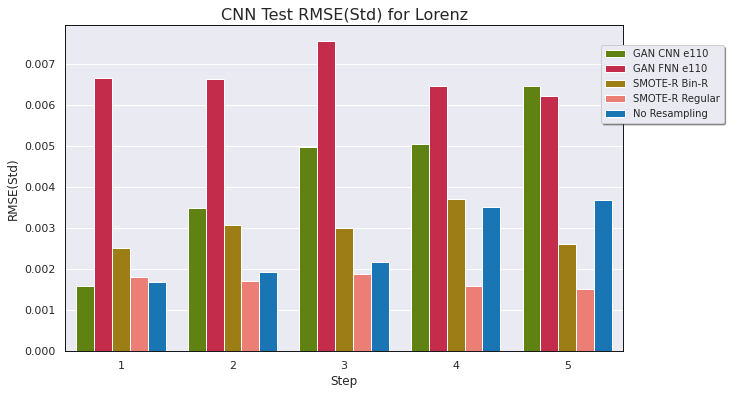 CNN Test RMSE(Std) for Lorenz
RMSE(Std)
0.007
0.006
0.005
0.004
0.003
0.002
0.001
0.000
1 2 3 4 5
Step
GAN CNN e110
GAN FNN e110
SMOTE-R Bin-R
SMOTE-R Regular
No Resampling